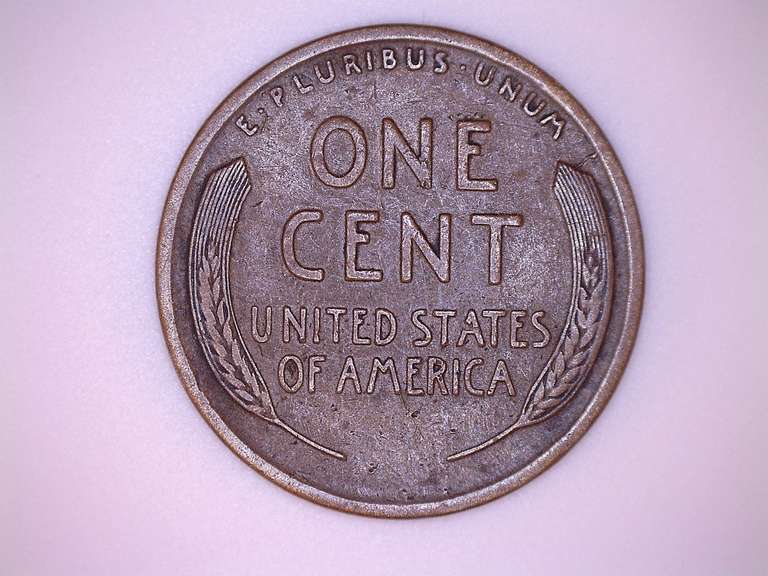 E · PLURIBUS · UNUM
ONE
CENT
UNITED STATES
OF AMERICA